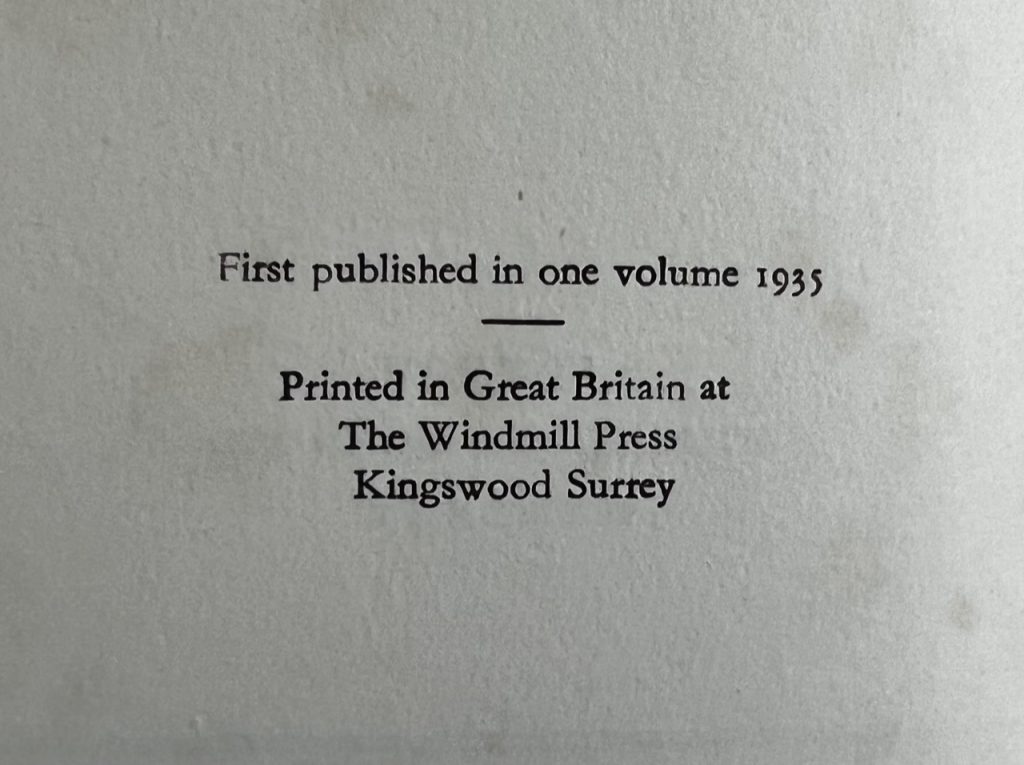 First published in one volume 1935
Printed in Great Britain at
The Windmill Press
Kingswood Surrey